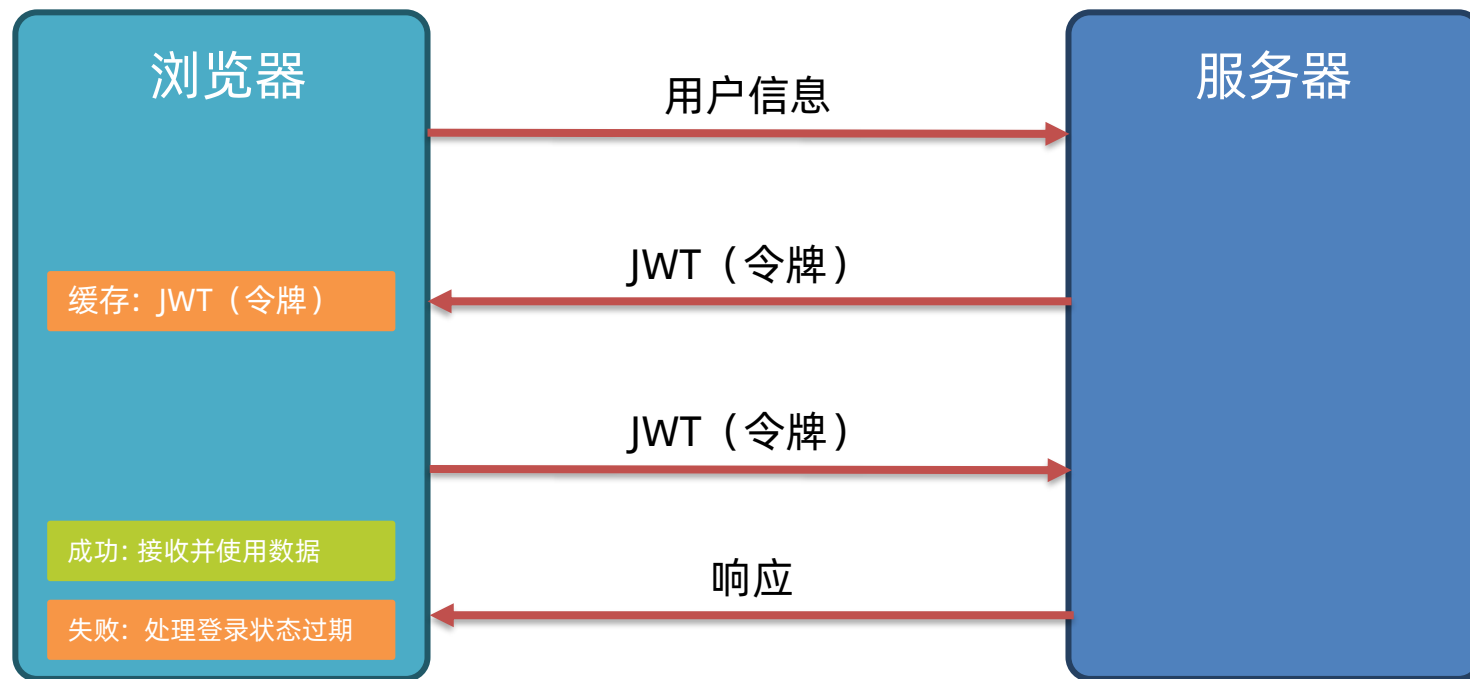 浏览器
服务器
用户信息
JWT（令牌）
缓存：JWT（令牌）
JWT（令牌）
成功：接收并使用数据
响应
失败：处理登录状态过期